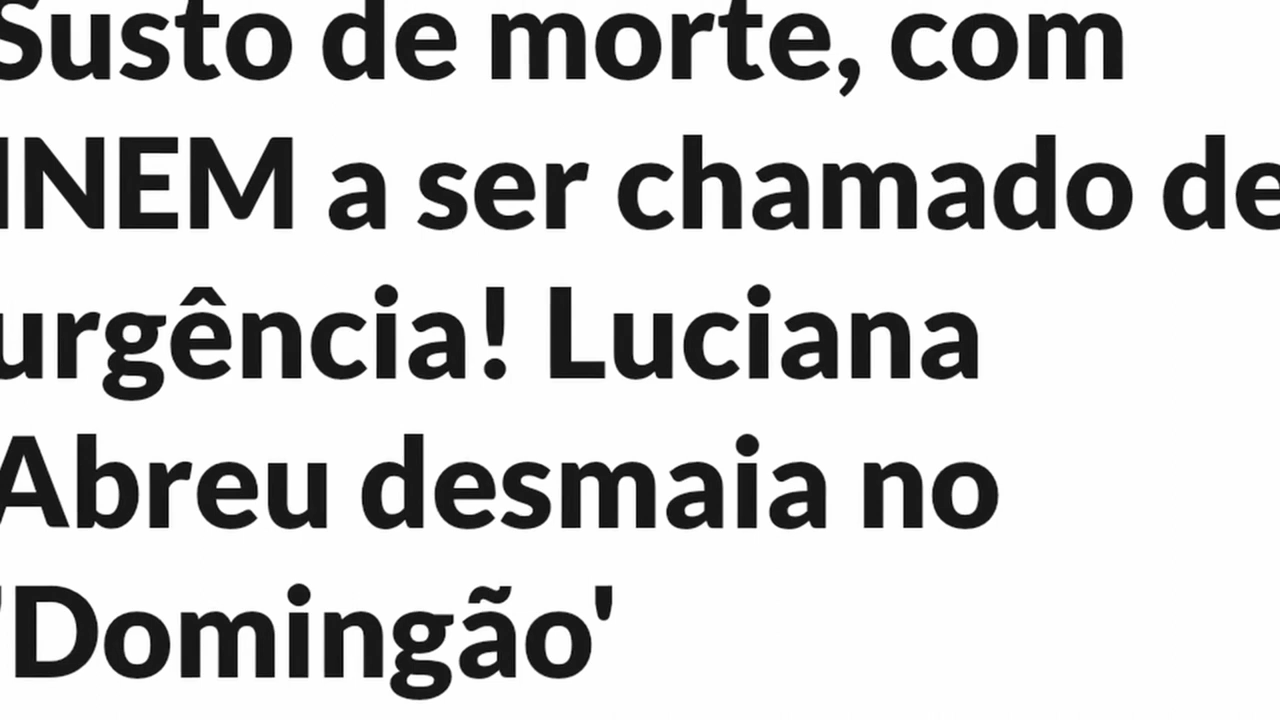 Susto de morte, com
INEM a ser chamado de
urgência! Luciana
Abreu desmaia no
'Domingão'